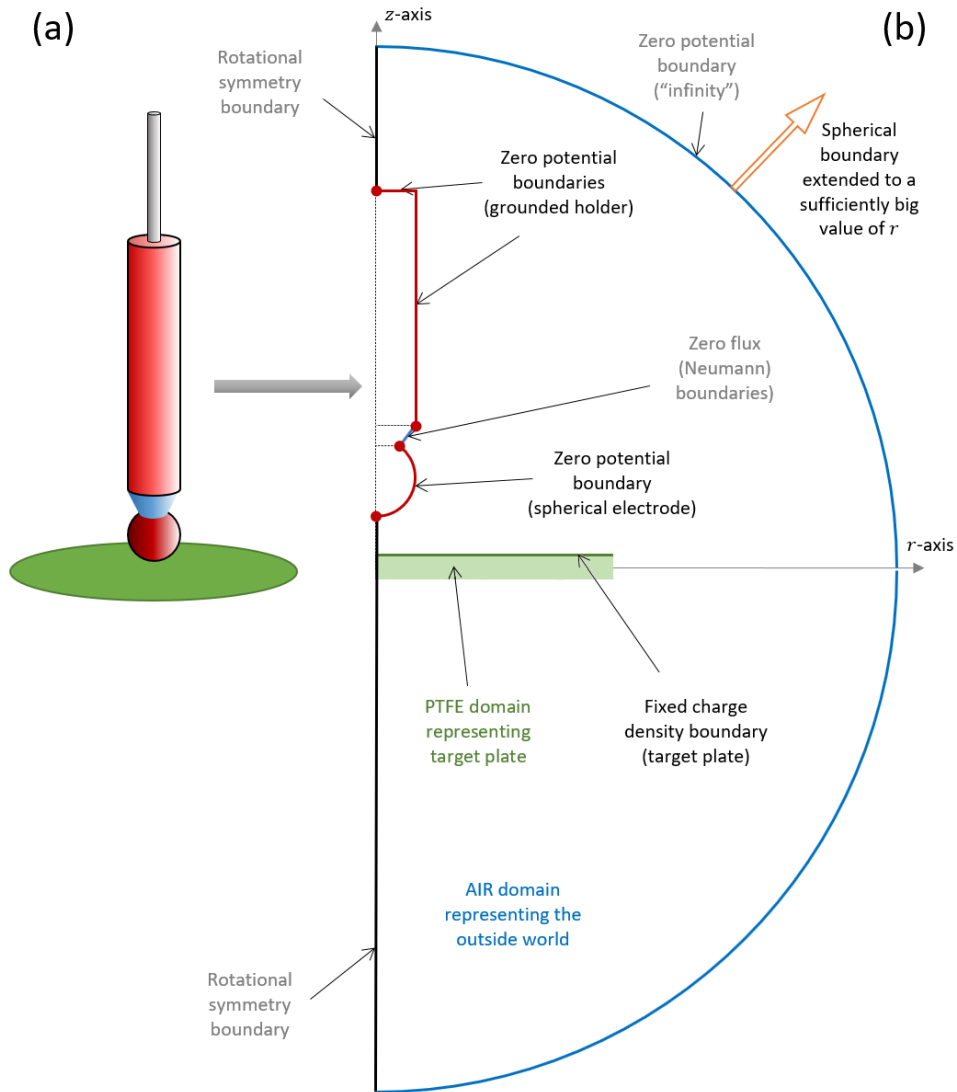 (a)
z-axis
(b)
Rotational
symmetry
boundary
Zero potential
boundary
(“infinity”)
Zero potential
boundaries
(grounded holder)
Spherical
boundary
extended to a
sufficiently big
value of r
Zero flux
(Neumann)
boundaries)
Zero potential
boundary
(spherical electrode)
r-axis
PTFE domain
representing
target plate
Fixed charge
density boundary
(target plate)
AIR domain
representing the
outside world
Rotational
symmetry
boundary